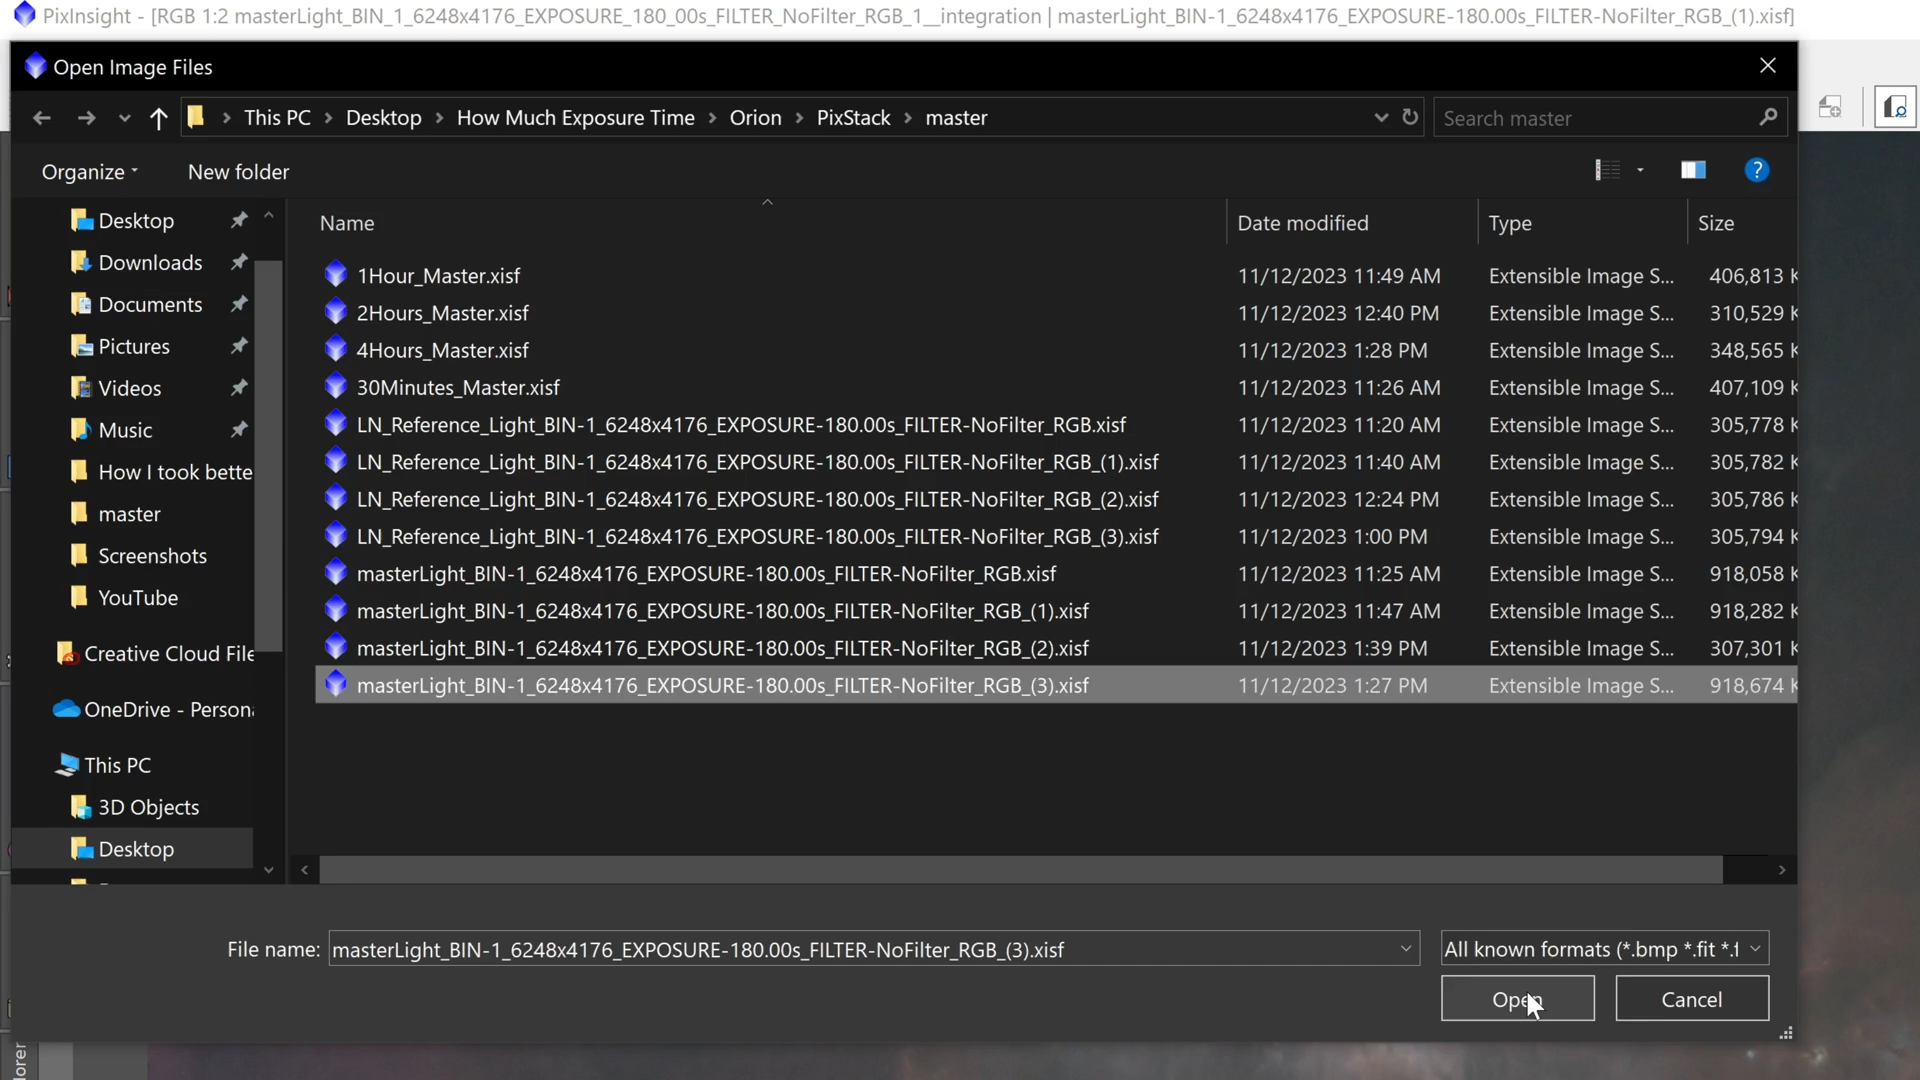 PixInsight - [RGB 1:2 masterLight_BIN_1_6248x4176_EXPOSURE_180_00s_FILTER_NoFilter_RGB_1__integration | masterLight_BIN-1_6248x4176_EXPOSURE-180.00s_FILTER-NoFilter_RGB_(1).xisf]
Open Image Files
This PC > Desktop > How Much Exposure Time > Orion > PixStack > master
Search master
Organize
New folder
Desktop
Downloads
Documents
Pictures
Videos
Music
How I took bette
master
Screenshots
YouTube
Creative Cloud File
OneDrive - Person
This PC
3D Objects
Desktop
Name Date modified Type Size
1Hour_Master.xisf 11/12/2023 11:49 AM Extensible Image S... 406,813 K
2Hours_Master.xisf 11/12/2023 12:40 PM Extensible Image S... 310,529 K
4Hours_Master.xisf 11/12/2023 1:28 PM Extensible Image S... 348,565 K
30Minutes_Master.xisf 11/12/2023 11:26 AM Extensible Image S... 407,109 K
LN_Reference_Light_BIN-1_6248x4176_EXPOSURE-180.00s_FILTER-NoFilter_RGB.xisf 11/12/2023 11:20 AM Extensible Image S... 305,778 K
LN_Reference_Light_BIN-1_6248x4176_EXPOSURE-180.00s_FILTER-NoFilter_RGB_(1).xisf 11/12/2023 11:40 AM Extensible Image S... 305,782 K
LN_Reference_Light_BIN-1_6248x4176_EXPOSURE-180.00s_FILTER-NoFilter_RGB_(2).xisf 11/12/2023 12:24 PM Extensible Image S... 305,786 K
LN_Reference_Light_BIN-1_6248x4176_EXPOSURE-180.00s_FILTER-NoFilter_RGB_(3).xisf 11/12/2023 1:00 PM Extensible Image S... 305,794 K
masterLight_BIN-1_6248x4176_EXPOSURE-180.00s_FILTER-NoFilter_RGB.xisf 11/12/2023 11:25 AM Extensible Image S... 918,058 K
masterLight_BIN-1_6248x4176_EXPOSURE-180.00s_FILTER-NoFilter_RGB_(1).xisf 11/12/2023 11:47 AM Extensible Image S... 918,282 K
masterLight_BIN-1_6248x4176_EXPOSURE-180.00s_FILTER-NoFilter_RGB_(2).xisf 11/12/2023 1:39 PM Extensible Image S... 307,301 K
masterLight_BIN-1_6248x4176_EXPOSURE-180.00s_FILTER-NoFilter_RGB_(3).xisf 11/12/2023 1:27 PM Extensible Image S... 918,674 K
File name: masterLight_BIN-1_6248x4176_EXPOSURE-180.00s_FILTER-NoFilter_RGB_(3).xisf
All known formats (*.bmp *.fit *.f
Open
Cancel
lorer